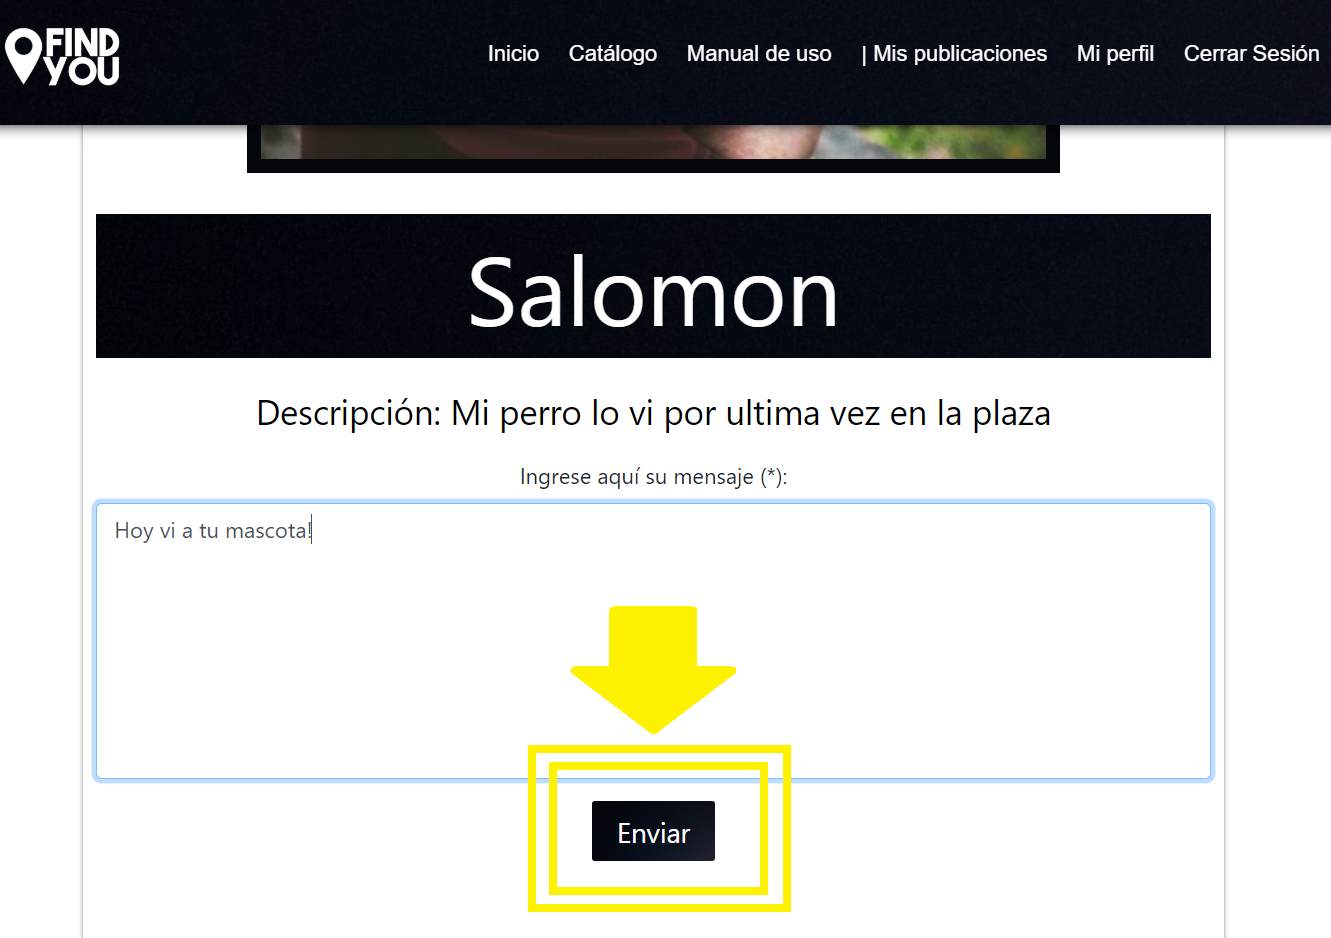 FIND
YOU
Inicio Catálogo Manual de uso | Mis publicaciones Mi perfil Cerrar Sesión
Salomon
Descripción: Mi perro lo vi por ultima vez en la plaza
Ingrese aquí su mensaje (*):
Hoy vi a tu mascota!
Enviar